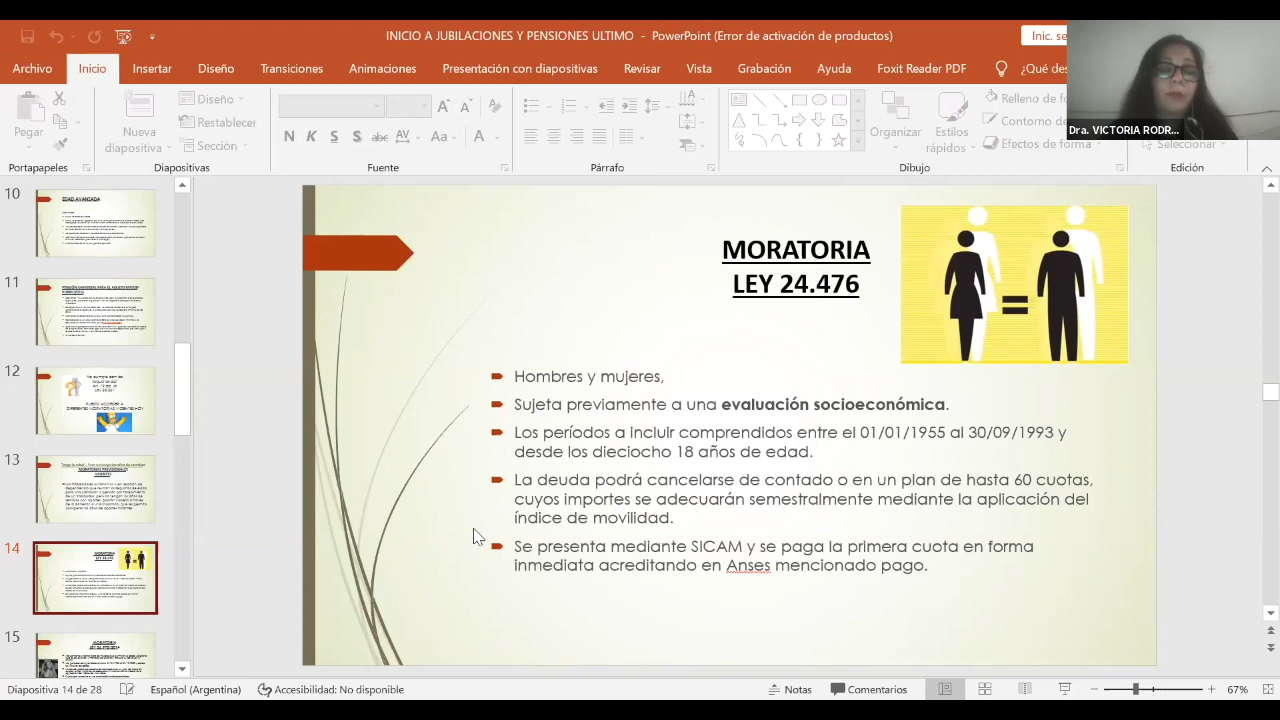 INICIO A JUBILACIONES Y PENSIONES ULTIMO - PowerPoint (Error de activación de productos)
Inic. se
Archivo Inicio Insertar Diseño Transiciones Animaciones Presentación con diapositivas Revisar Vista Grabación Ayuda Foxit Reader PDF ¿Qué des
Pegar
Nueva diapositiva
Diseño
Restablecer
Sección
N K S abc AV Aa A
Organizar
Estilos rápidos
Relleno de fo
Contorno de
Efectos de forma
Seleccionar
Dra. VICTORIA RODR...
Portapapeles Diapositivas Fuente Párrafo Dibujo Edición
10
EDAD AVANZADA
11
12
13
14
15
MORATORIA
LEY 24.476
Hombres y mujeres,
Sujeta previamente a una evaluación socioeconómica.
Los períodos a incluir comprendidos entre el 01/01/1955 al 30/09/1993 y
desde los dieciocho 18 años de edad.
La deuda podrá cancelarse de contado o en un plan de hasta 60 cuotas,
cuyos importes se adecuarán semestralmente mediante la aplicación del
índice de movilidad.
Se presenta mediante SICAM y se paga la primera cuota en forma
inmediata acreditando en Anses mencionado pago.
Diapositiva 14 de 28 Español (Argentina) Accesibilidad: No disponible Notas Comentarios 67%